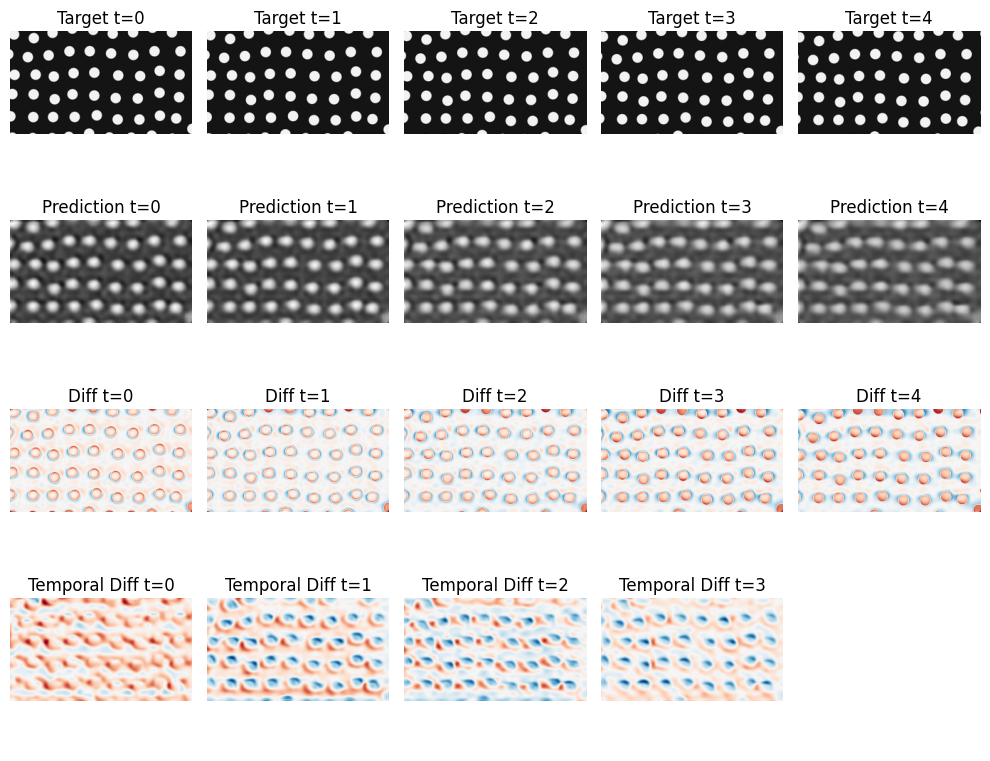 Target t=0 Target t=1 Target t=2 Target t=3 Target t=4
Prediction t=0 Prediction t=1 Prediction t=2 Prediction t=3 Prediction t=4
Diff t=0 Diff t=1 Diff t=2 Diff t=3 Diff t=4
Temporal Diff t=0 Temporal Diff t=1 Temporal Diff t=2 Temporal Diff t=3